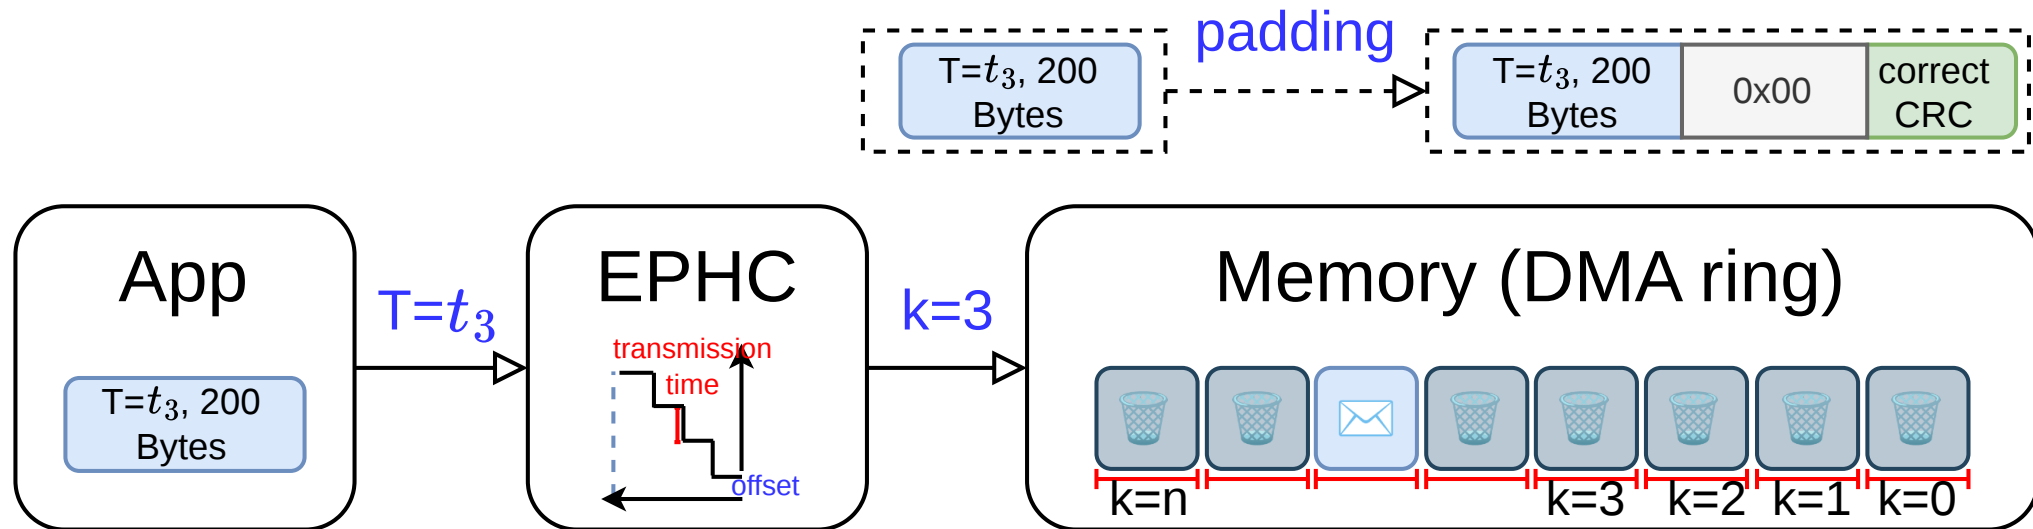 padding
T=t₃, 200
Bytes
T=t₃, 200
Bytes
0x00
correct
CRC
App
T=t₃
EPHC
k=3
Memory (DMA ring)
T=t₃, 200
Bytes
transmission
time
offset
k=n
k=3
k=2
k=1
k=0